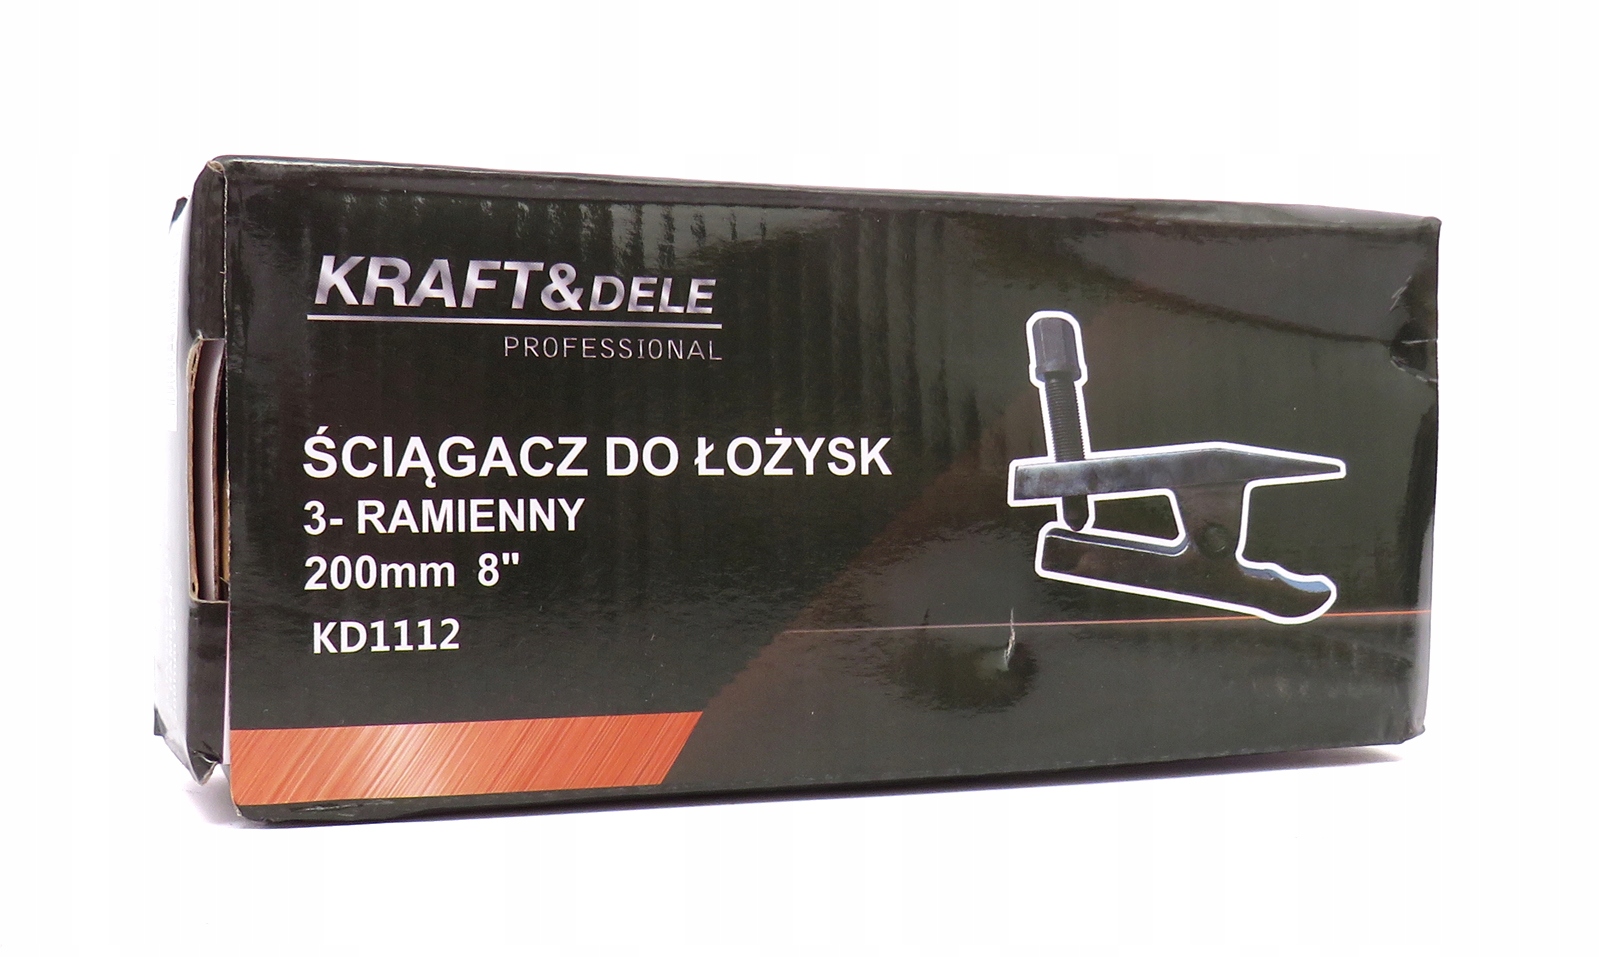 KRAFT&DELE
PROFESSIONAL
ŚCIĄGACZ DO ŁOŻYSK
3- RAMIENNY
200mm 8"
KD1112